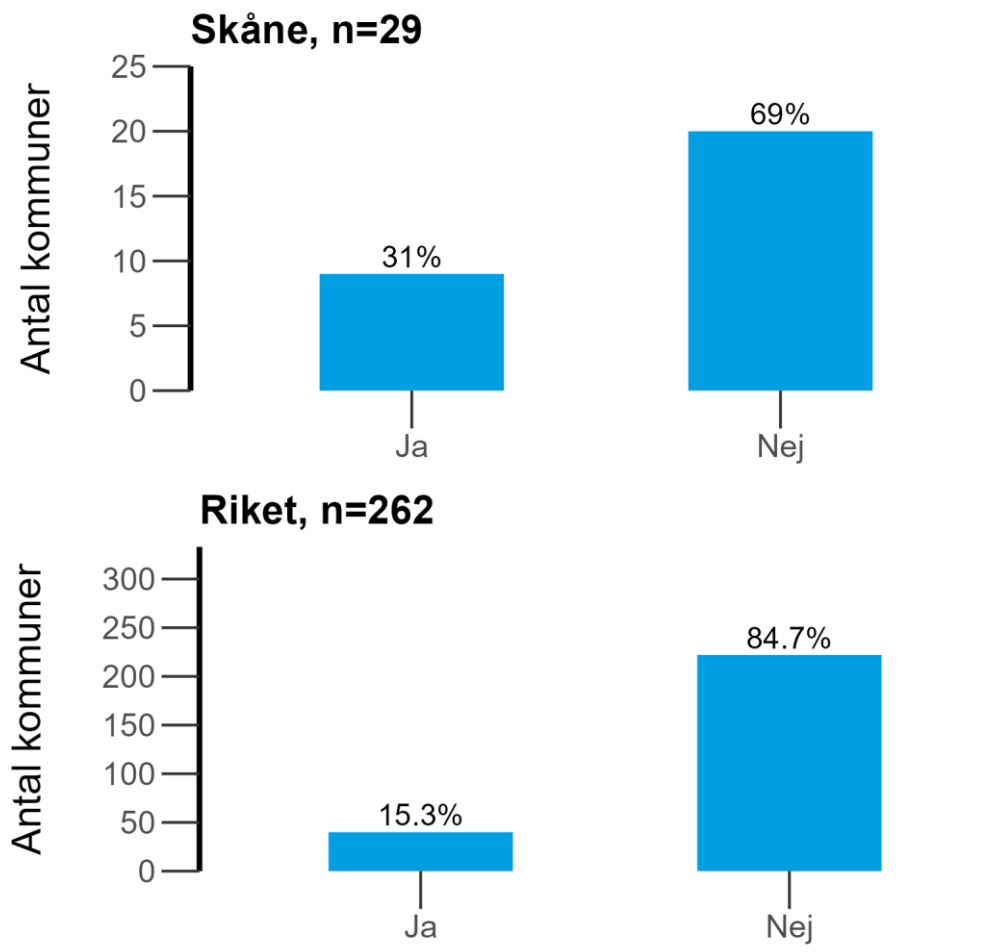 Skåne, n=29
Antal kommuner
25
20
15
10
5
0
69%
31%
Ja
Nej
Riket, n=262
Antal kommuner
300
250
200
150
100
50
0
84.7%
15.3%
Ja
Nej